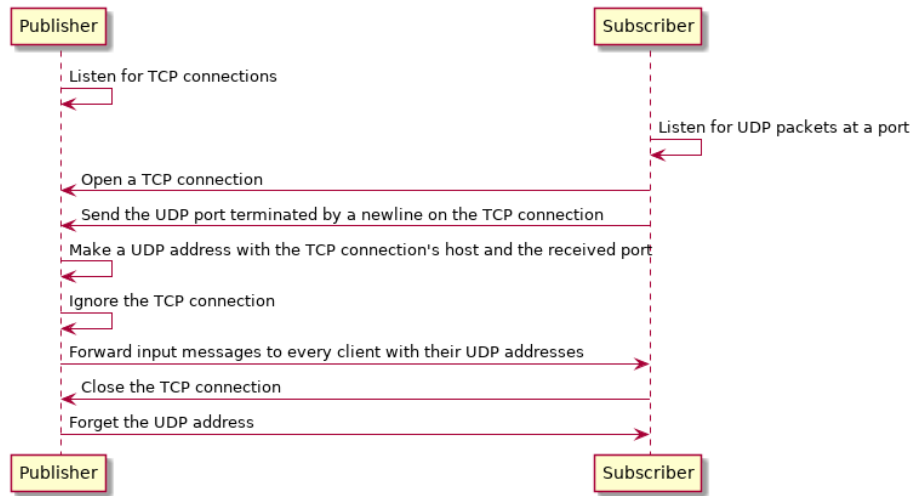 Publisher
Subscriber
Listen for TCP connections
Listen for UDP packets at a port
Open a TCP connection
Send the UDP port terminated by a newline on the TCP connection
Make a UDP address with the TCP connection's host and the received port
Ignore the TCP connection
Forward input messages to every client with their UDP addresses
Close the TCP connection
Forget the UDP address
Publisher
Subscriber